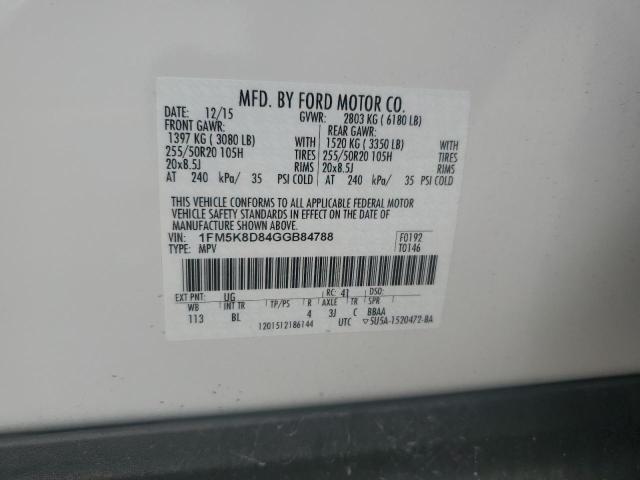 MFD. BY FORD MOTOR CO.
DATE: 12/15 GVWR: 2803 KG ( 6180 LB)
FRONT GAWR: REAR GAWR:
1397 KG ( 3080 LB) WITH 1520 KG ( 3350 LB) WITH
255/50R20 105H TIRES 255/50R20 105H TIRES
20x8.5J RIMS 20x8.5J RIMS
AT 240 kPa/ 35 PSI COLD AT 240 kPa/ 35 PSI COLD
THIS VEHICLE CONFORMS TO ALL APPLICABLE FEDERAL MOTOR
VEHICLE SAFETY STANDARDS IN EFFECT ON THE DATE OF
MANUFACTURE SHOWN ABOVE.
VIN: 1FM5K8D84GGB84788 F0192
TYPE: MPV T0146
EXT PNT: UG RC: 41 DSO:
WB INT TR TP/PS R AXLE TR SPR
113 BL 4 3J C BBAA
1201512186144 UTC 5U5A-1520472-BA